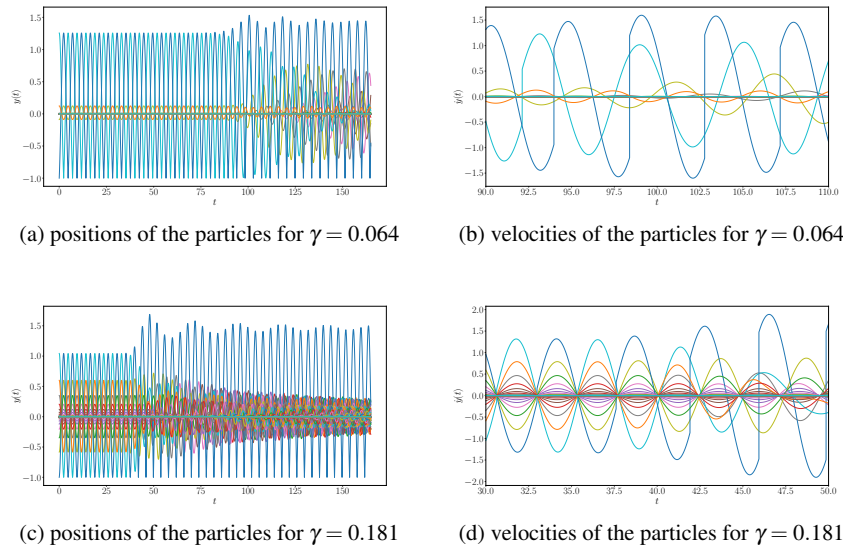 1.5
1.0
0.5
0.0
−0.5
−1.0
y(t)
0 25 50 75 100 125 150
t
1.5
1.0
0.5
0.0
−0.5
−1.0
−1.5
ẏ(t)
90.0 92.5 95.0 97.5 100.0 102.5 105.0 107.5 110.0
t
(a) positions of the particles for γ = 0.064
(b) velocities of the particles for γ = 0.064
1.5
1.0
0.5
0.0
−0.5
−1.0
y(t)
0 25 50 75 100 125 150
t
2.0
1.5
1.0
0.5
0.0
−0.5
−1.0
−1.5
−2.0
ẏ(t)
30.0 32.5 35.0 37.5 40.0 42.5 45.0 47.5 50.0
t
(c) positions of the particles for γ = 0.181
(d) velocities of the particles for γ = 0.181